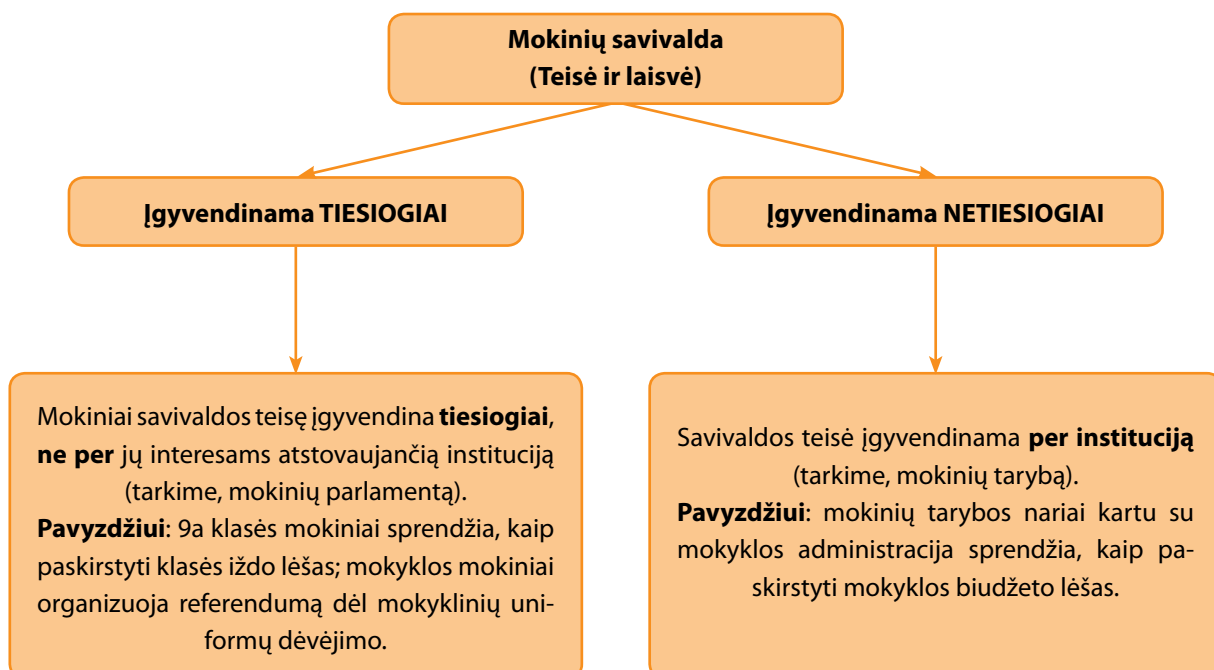 Mokinių savivalda
(Teisė ir laisvė)
Įgyvendinama TIESIOGIAI
Įgyvendinama NETIESIOGIAI
Mokiniai savivaldos teisę įgyvendina tiesiogiai,
ne per jų interesams atstovaujančią instituciją
(tarkime, mokinių parlamentą).
Pavyzdžiui: 9a klasės mokiniai sprendžia, kaip
paskirstyti klasės iždo lėšas; mokyklos mokiniai
organizuoja referendumą dėl mokyklinių uni-
formų dėvėjimo.
Savivaldos teisė įgyvendinama per instituciją
(tarkime, mokinių tarybą).
Pavyzdžiui: mokinių tarybos nariai kartu su
mokyklos administracija sprendžia, kaip pa-
skirstyti mokyklos biudžeto lėšas.